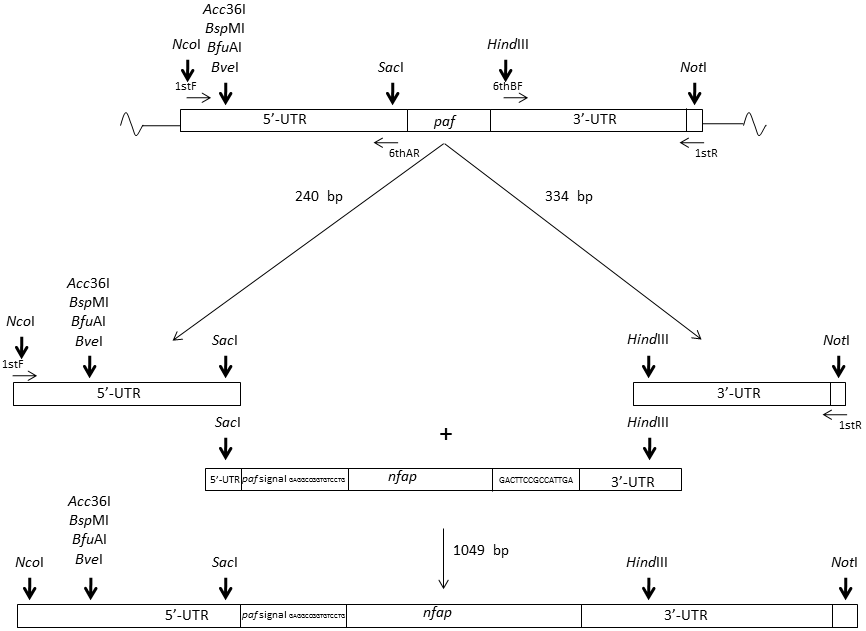 Acc36I
BspMI
NcoI BfuAI HindIII
BveI SacI NotI
1stF 6thBF
5’-UTR paf 3’-UTR
6thAR 1stR
240 bp 334 bp
Acc36I
BspMI
NcoI BfuAI
BveI SacI HindIII NotI
1stF
5’-UTR 3’-UTR
1stR
SacI + HindIII
5’-UTR paf signal GAGGCCGGTGTCCTG nfap GACTTCCGCCATTGA 3’-UTR
Acc36I
BspMI
BfuAI
1049 bp
BveI
NcoI SacI HindIII NotI
5’-UTR paf signal GAGGCCGGTGTCCTG nfap 3’-UTR